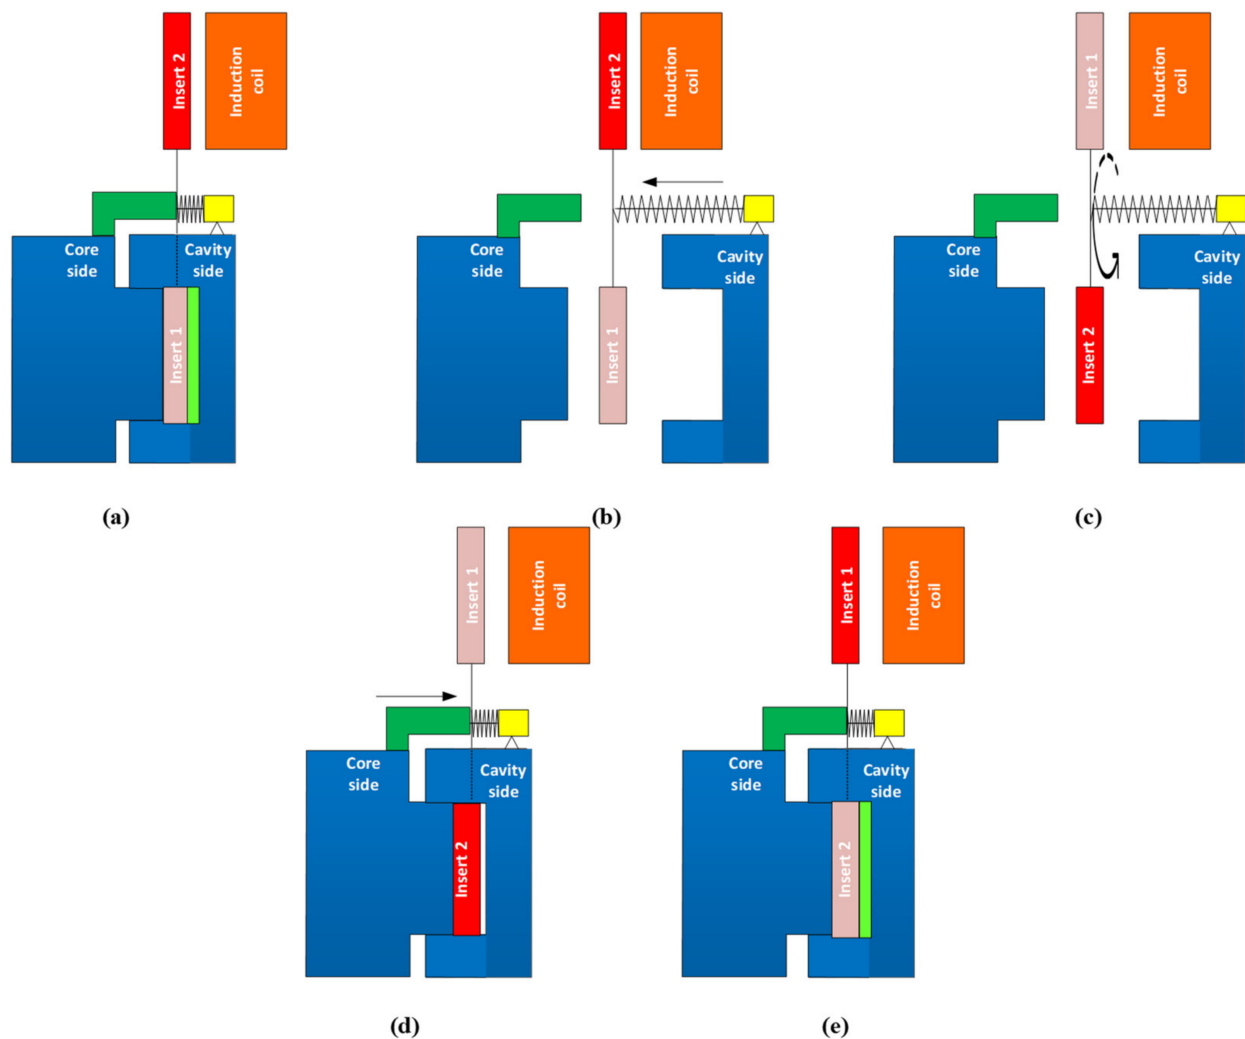 Insert 2
Induction
coil
Core
side
Cavity
side
Insert 1
(a)
Insert 2
Induction
coil
Core
side
Cavity
side
Insert 1
(b)
Insert 1
Induction
coil
Core
side
Cavity
side
Insert 2
(c)
Insert 1
Induction
coil
Core
side
Cavity
side
Insert 2
(d)
Insert 1
Induction
coil
Core
side
Cavity
side
Insert 2
(e)